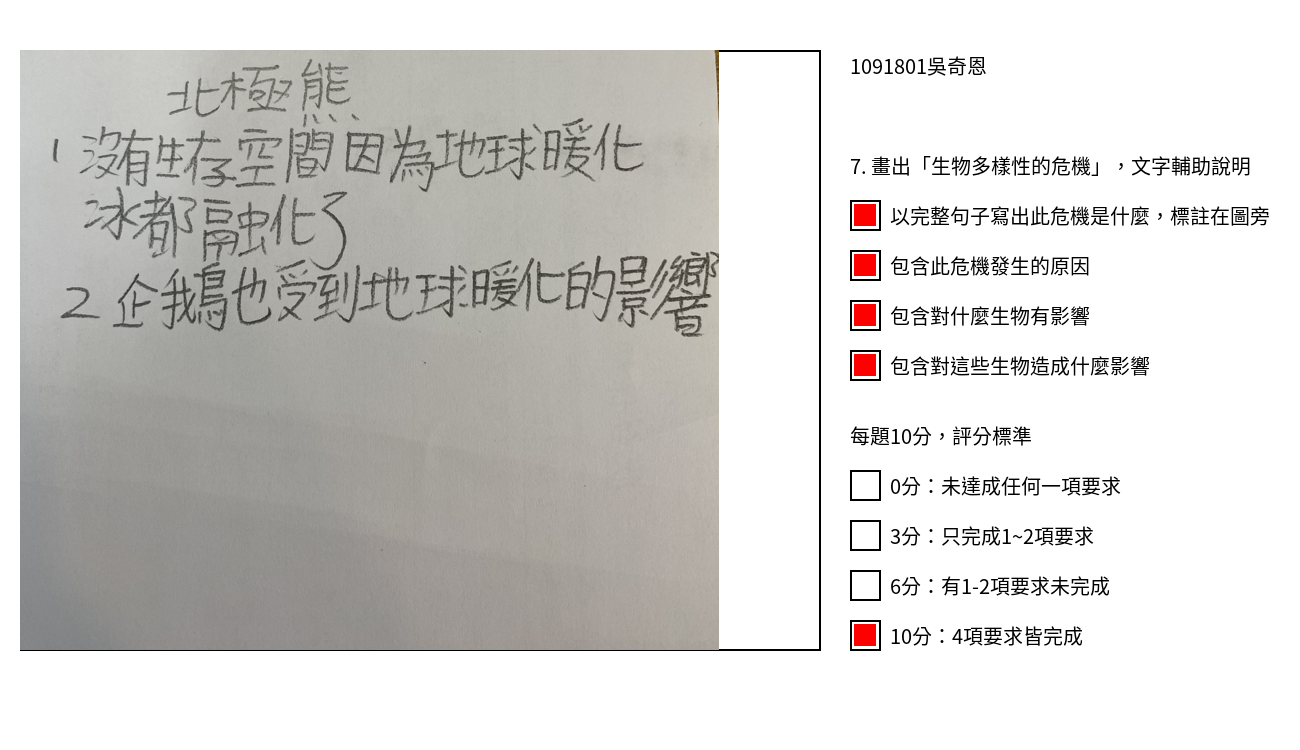 北極熊
1 沒有生存空間因為地球暖化
冰都融化了
2 企鵝也受到地球暖化的影響
1091801吳奇恩
7. 畫出「生物多樣性的危機」，文字輔助說明
以完整句子寫出此危機是什麼，標註在圖旁
包含此危機發生的原因
包含對什麼生物有影響
包含對這些生物造成什麼影響
每題10分，評分標準
0分：未達成任何一項要求
3分：只完成1~2項要求
6分：有1-2項要求未完成
10分：4項要求皆完成